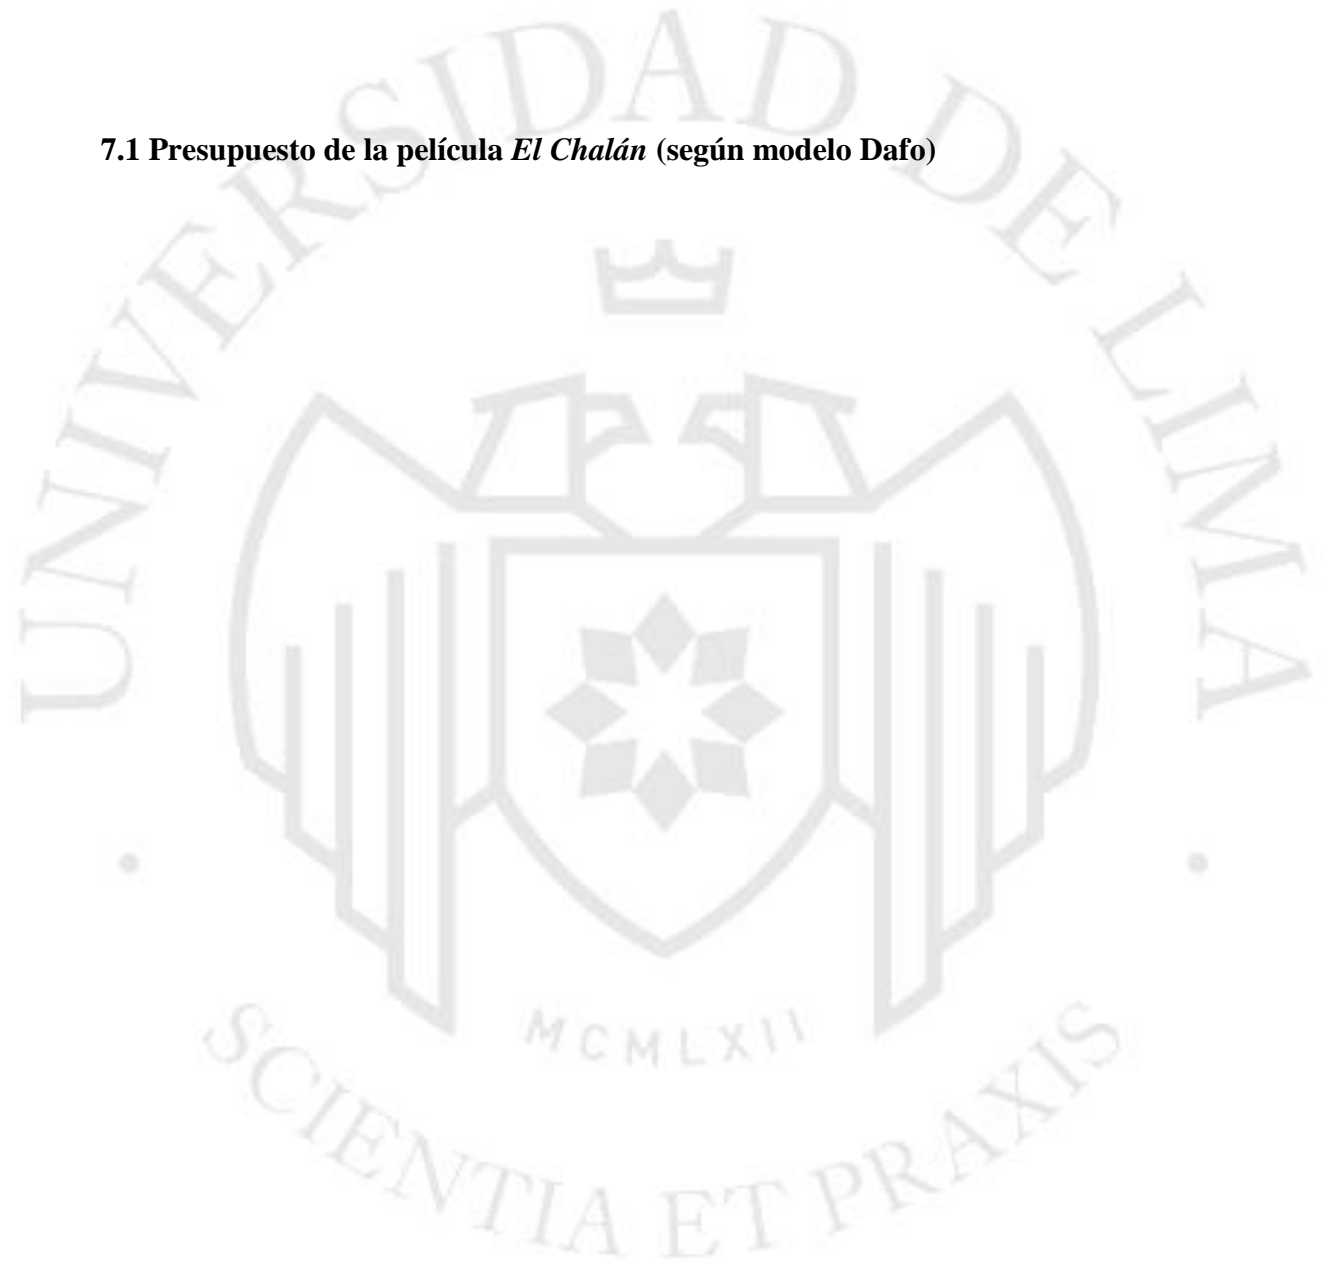 7.1 Presupuesto de la película El Chalán (según modelo Dafo)
UNIVERSIDAD DE LIMA
MCMLXII
SCIENTIA ET PRAXIS